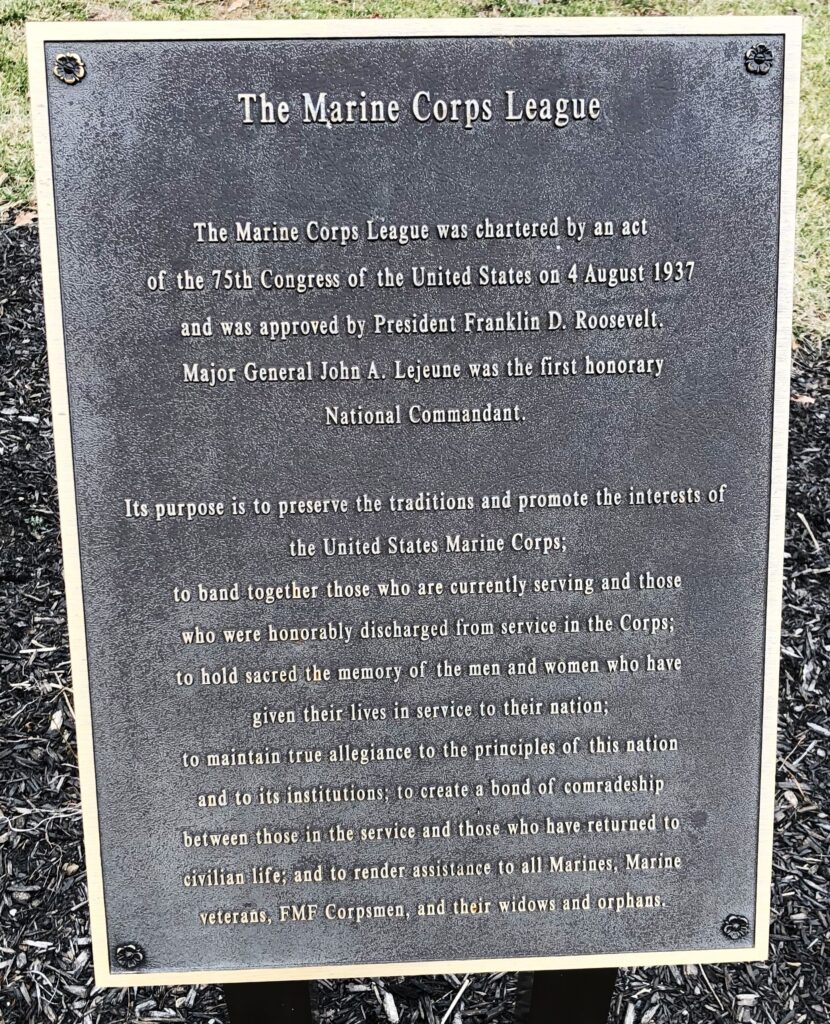 The Marine Corps League
The Marine Corps League was chartered by an act
of the 75th Congress of the United States on 4 August 1937
and was approved by President Franklin D. Roosevelt.
Major General John A. Lejeune was the first honorary
National Commandant.
Its purpose is to preserve the traditions and promote the interests of
the United States Marine Corps;
to band together those who are currently serving and those
who were honorably discharged from service in the Corps;
to hold sacred the memory of the men and women who have
given their lives in service to their nation;
to maintain true allegiance to the principles of this nation
and to its institutions; to create a bond of comradeship
between those in the service and those who have returned to
civilian life; and to render assistance to all Marines, Marine
veterans, FMF Corpsmen, and their widows and orphans.